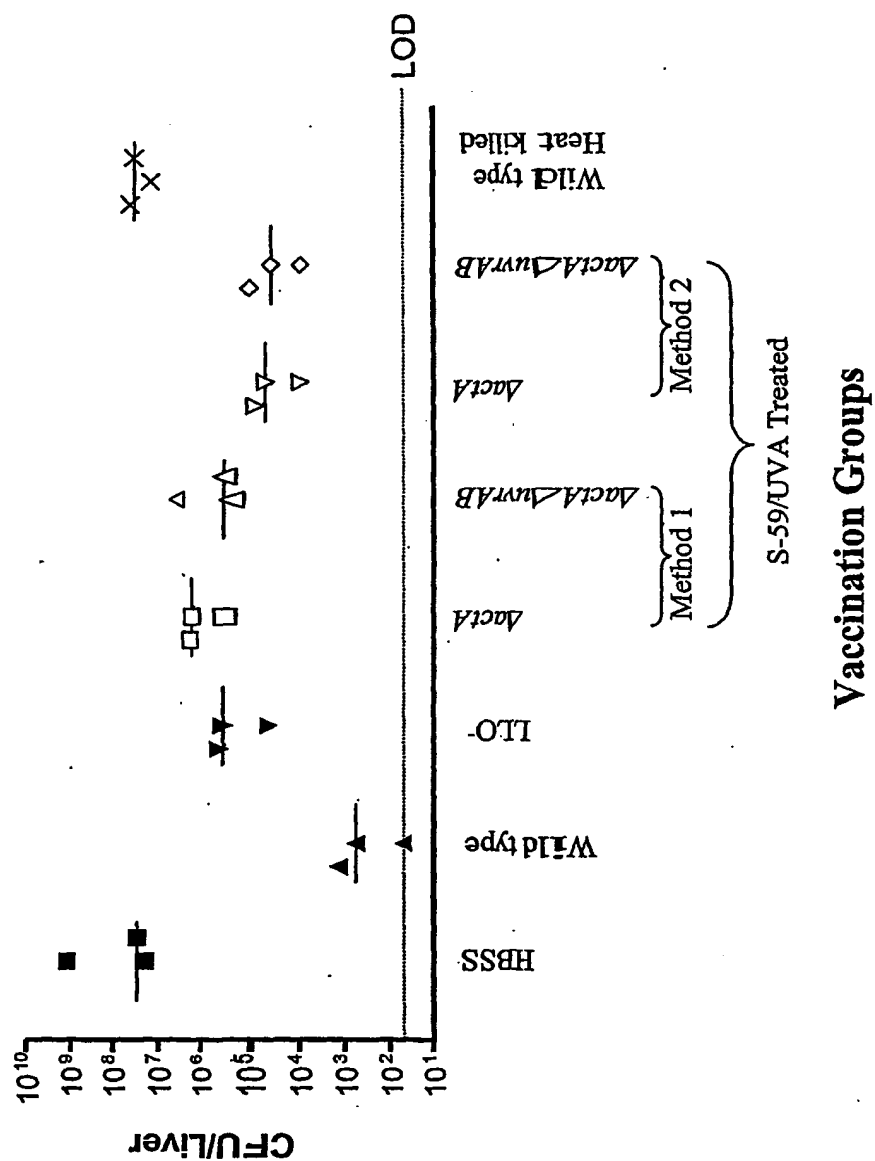 CFU/Liver
10^10
10^9
10^8
10^7
10^6
10^5
10^4
10^3
10^2
10^1
LOD
HBSS
Wild type
LLO-
ΔactA
ΔactAΔuvrAB
ΔactA
ΔactAΔuvrAB
Wild type
Heat killed
Method 1
Method 2
S-59/UVA Treated
Vaccination Groups